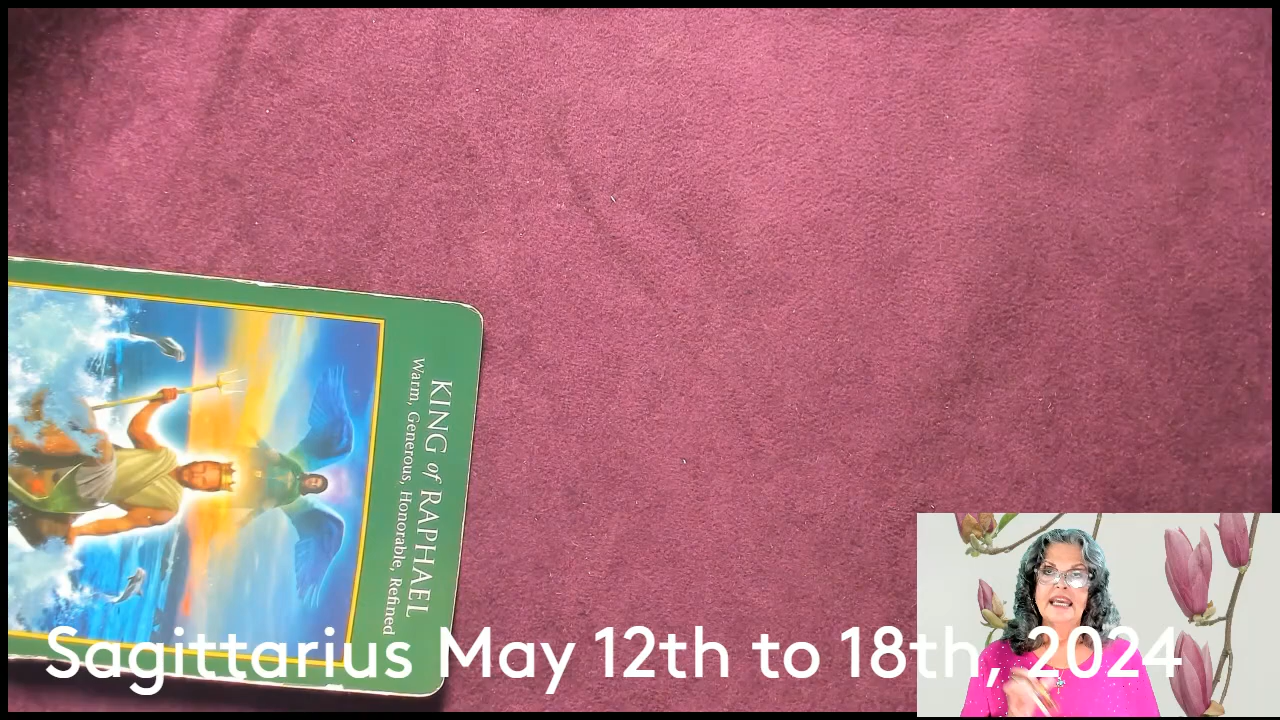 KING of RAPHAEL
Warm, Generous, Honorable, Refined
Sagittarius May 12th to 18th, 2024